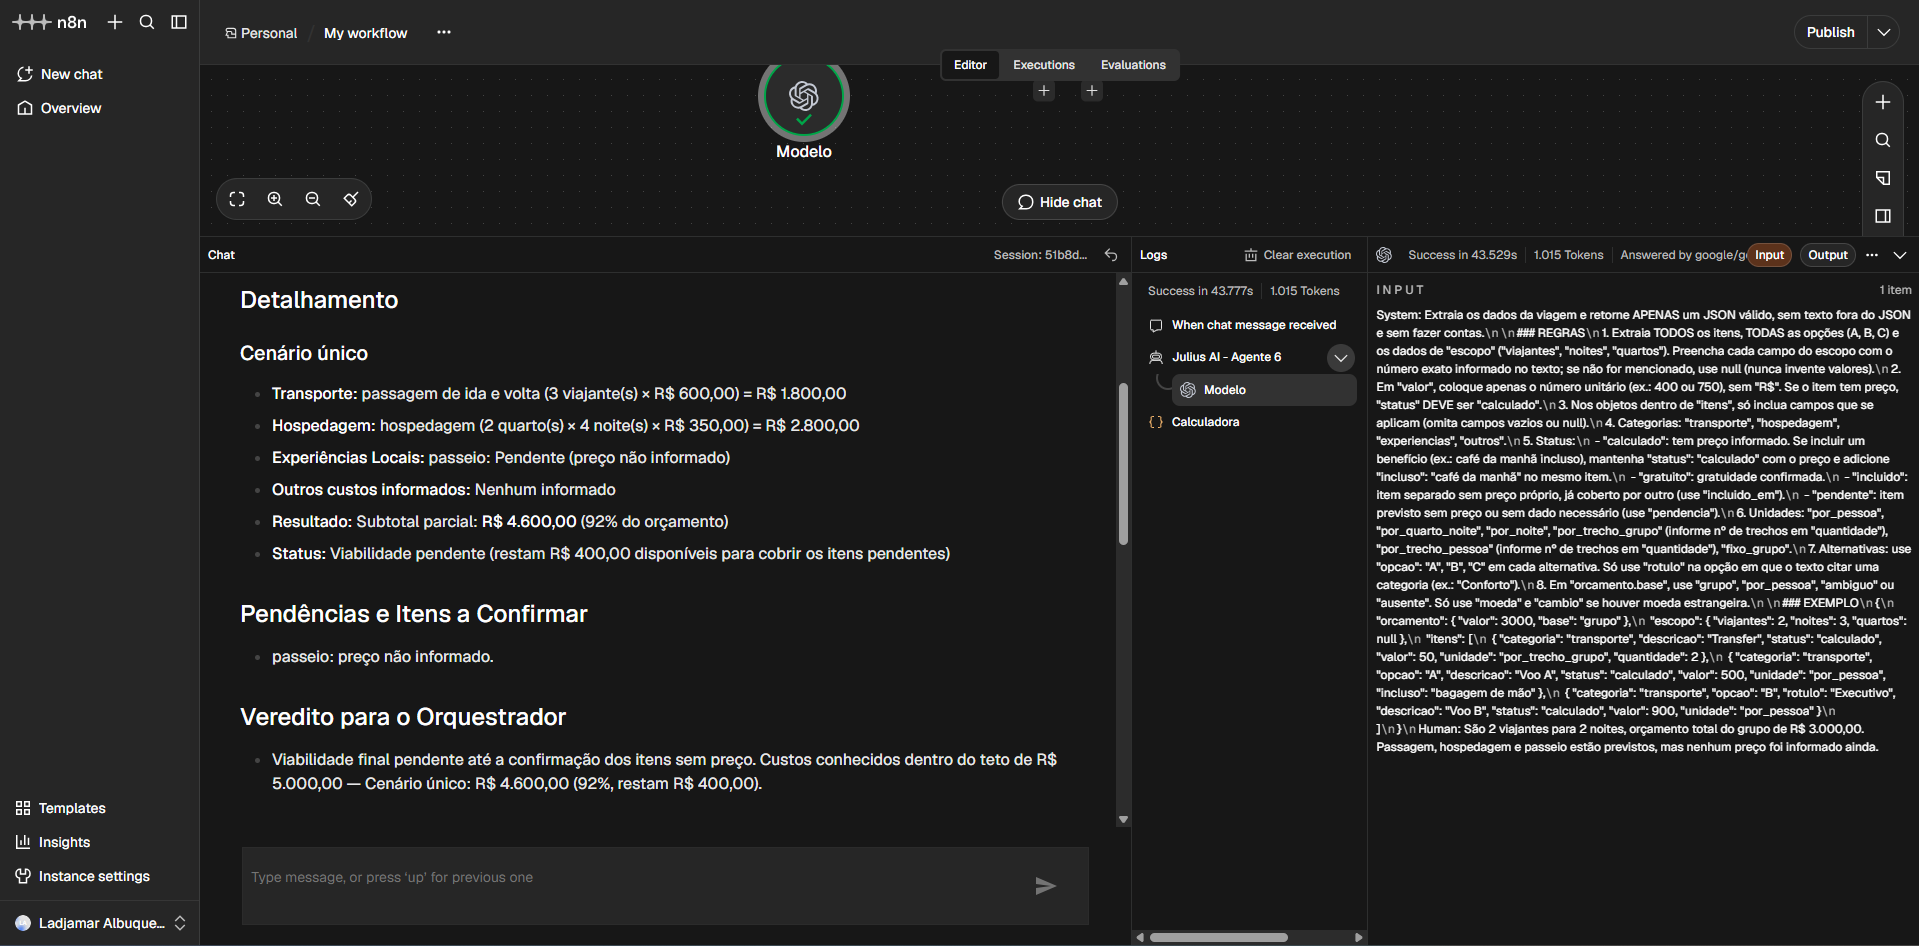 n8n
Personal / My workflow
Publish
Editor Executions Evaluations
New chat
Overview
Modelo
Hide chat
Chat
Session: 51b8d...
Detalhamento
Cenário único
Transporte: passagem de ida e volta (3 viajante(s) × R$ 600,00) = R$ 1.800,00
Hospedagem: hospedagem (2 quarto(s) × 4 noite(s) × R$ 350,00) = R$ 2.800,00
Experiências Locais: passeio: Pendente (preço não informado)
Outros custos informados: Nenhum informado
Resultado: Subtotal parcial: R$ 4.600,00 (92% do orçamento)
Status: Viabilidade pendente (restam R$ 400,00 disponíveis para cobrir os itens pendentes)
Pendências e Itens a Confirmar
passeio: preço não informado.
Veredito para o Orquestrador
Viabilidade final pendente até a confirmação dos itens sem preço. Custos conhecidos dentro do teto de R$
5.000,00 — Cenário único: R$ 4.600,00 (92%, restam R$ 400,00).
Type message, or press 'up' for previous one
Logs
Clear execution
Success in 43.777s 1.015 Tokens
When chat message received
Julius AI - Agente 6
Modelo
Calculadora
Success in 43.529s 1.015 Tokens Answered by google/g
Input Output
INPUT
1 item
System: Extraia os dados da viagem e retorne APENAS um JSON válido, sem texto fora do JSON
e sem fazer contas.\n \n ### REGRAS\n 1. Extraia TODOS os itens, TODAS as opções (A, B, C) e
os dados de "escopo" ("viajantes", "noites", "quartos"). Preencha cada campo do escopo com o
número exato informado no texto; se não for mencionado, use null (nunca invente valores).\n 2.
Em "valor", coloque apenas o número unitário (ex.: 400 ou 750), sem "R$". Se o item tem preço,
"status" DEVE ser "calculado".\n 3. Nos objetos dentro de "itens", só inclua campos que se
aplicam (omita campos vazios ou null).\n 4. Categorias: "transporte", "hospedagem",
"experiencias", "outros".\n 5. Status:\n - "calculado": tem preço informado. Se incluir um
benefício (ex.: café da manhã incluso), mantenha "status": "calculado" com o preço e adicione
"incluso": "café da manhã" no mesmo item.\n - "gratuito": gratuidade confirmada.\n - "incluido":
item separado sem preço próprio, já coberto por outro (use "incluido_em").\n - "pendente": item
previsto sem preço ou sem dado necessário (use "pendencia").\n 6. Unidades: "por_pessoa",
"por_quarto_noite", "por_noite", "por_trecho_grupo" (informe nº de trechos em "quantidade"),
"por_trecho_pessoa" (informe nº de trechos em "quantidade"), "fixo_grupo".\n 7. Alternativas: use
"opcao": "A", "B", "C" em cada alternativa. Só use "rotulo" na opção em que o texto citar uma
categoria (ex.: "Conforto").\n 8. Em "orcamento.base", use "grupo", "por_pessoa", "ambiguo" ou
"ausente". Só use "moeda" e "cambio" se houver moeda estrangeira.\n \n ### EXEMPLO\n {\n
"orcamento": { "valor": 3000, "base": "grupo" },\n "escopo": { "viajantes": 2, "noites": 3, "quartos":
null },\n "itens": [\n { "categoria": "transporte", "descricao": "Transfer", "status": "calculado",
"valor": 50, "unidade": "por_trecho_grupo", "quantidade": 2 },\n { "categoria": "transporte",
"opcao": "A", "descricao": "Voo A", "status": "calculado", "valor": 500, "unidade": "por_pessoa",
"incluso": "bagagem de mão" },\n { "categoria": "transporte", "opcao": "B", "rotulo": "Executivo",
"descricao": "Voo B", "status": "calculado", "valor": 900, "unidade": "por_pessoa" }\n
]\n }\n Human: São 2 viajantes para 2 noites, orçamento total do grupo de R$ 3.000,00.
Passagem, hospedagem e passeio estão previstos, mas nenhum preço foi informado ainda.
Templates
Insights
Instance settings
Ladjamar Albuque...